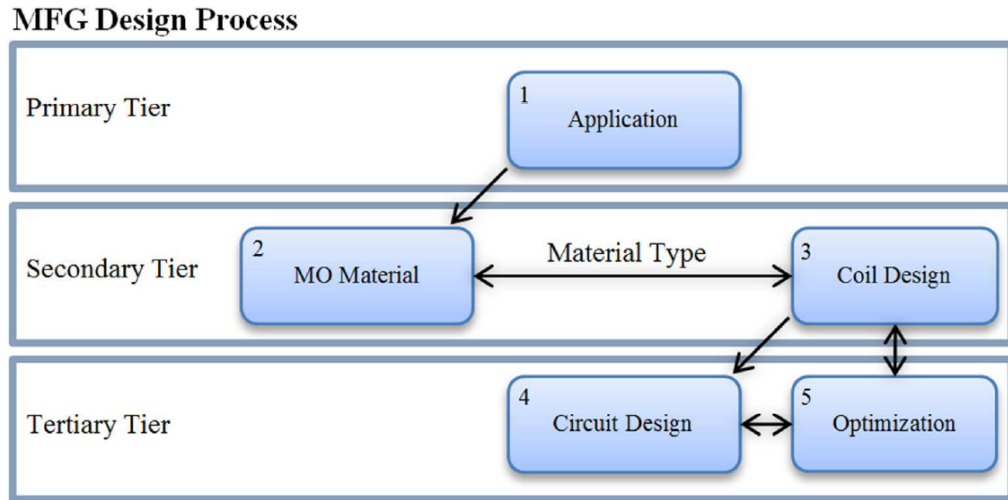 MFG Design Process
Primary Tier
1
Application
Secondary Tier
2
MO Material
Material Type
3
Coil Design
Tertiary Tier
4
Circuit Design
5
Optimization